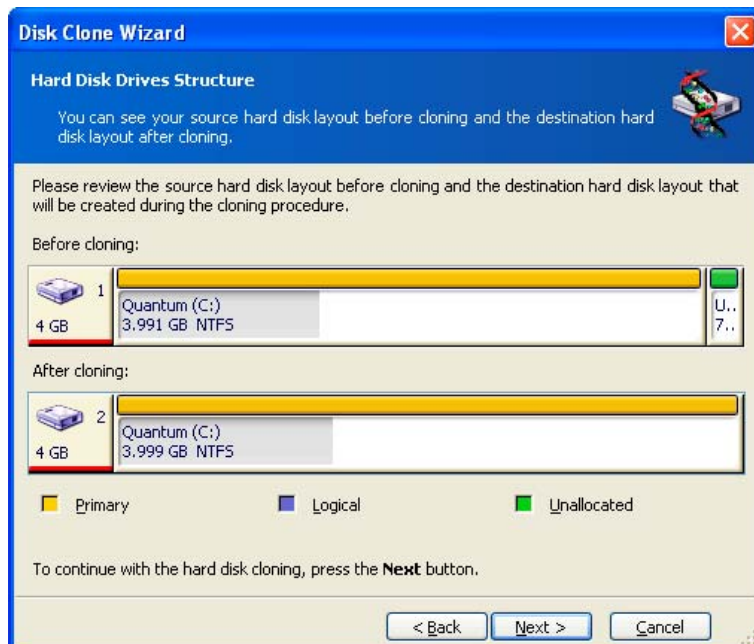 Disk Clone Wizard
Hard Disk Drives Structure
You can see your source hard disk layout before cloning and the destination hard
disk layout after cloning.
Please review the source hard disk layout before cloning and the destination hard disk layout that
will be created during the cloning procedure.
Before cloning:
1
4 GB
Quantum (C:)
3.991 GB NTFS
U..
7..
After cloning:
2
4 GB
Quantum (C:)
3.999 GB NTFS
Primary Logical Unallocated
To continue with the hard disk cloning, press the Next button.
< Back Next > Cancel